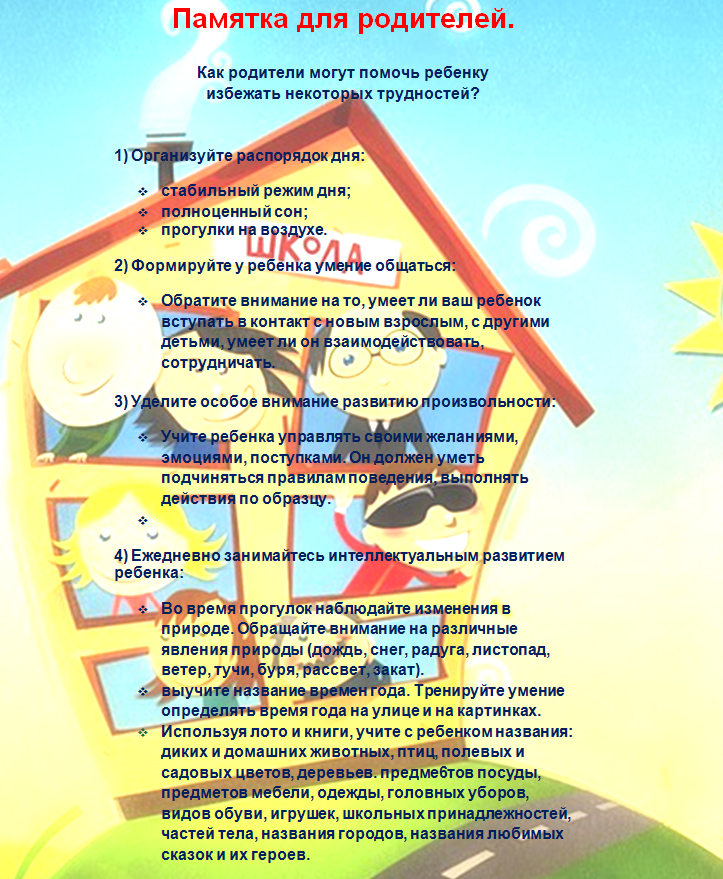 Памятка для родителей.
Как родители могут помочь ребенку
избежать некоторых трудностей?
1) Организуйте распорядок дня:
❖ стабильный режим дня;
❖ полноценный сон;
❖ прогулки на воздухе.
ШКОЛА
2) Формируйте у ребенка умение общаться:
❖ Обратите внимание на то, умеет ли ваш ребенок
вступать в контакт с новым взрослым, с другими
детьми, умеет ли он взаимодействовать,
сотрудничать.
3) Уделите особое внимание развитию произвольности:
❖ Учите ребенка управлять своими желаниями,
эмоциями, поступками. Он должен уметь
подчиняться правилам поведения, выполнять
действия по образцу.
❖
4) Ежедневно занимайтесь интеллектуальным развитием
ребенка:
❖ Во время прогулок наблюдайте изменения в
природе. Обращайте внимание на различные
явления природы (дождь, снег, радуга, листопад,
ветер, тучи, буря, рассвет, закат).
❖ выучите название времен года. Тренируйте умение
определять время года на улице и на картинках.
❖ Используя лото и книги, учите с ребенком названия:
диких и домашних животных, птиц, полевых и
садовых цветов, деревьев. предме6тов посуды,
предметов мебели, одежды, головных уборов,
видов обуви, игрушек, школьных принадлежностей,
частей тела, названия городов, названия любимых
сказок и их героев.